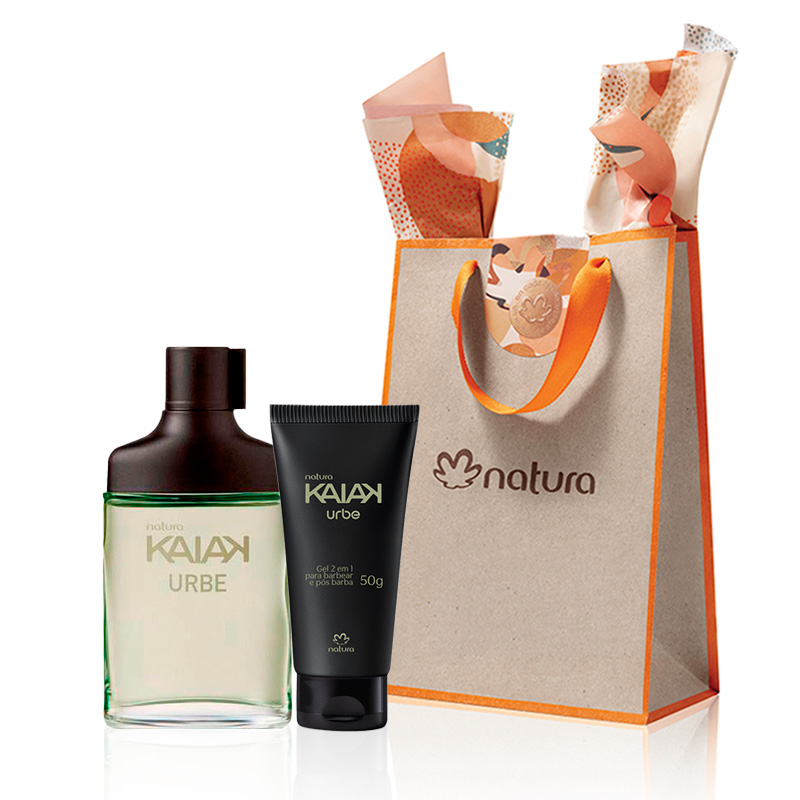 natura
KAIAK
URBE
natura
KAIAK
urbe
Gel 2 em 1
para barbear
e pós barba
50g
natura
natura